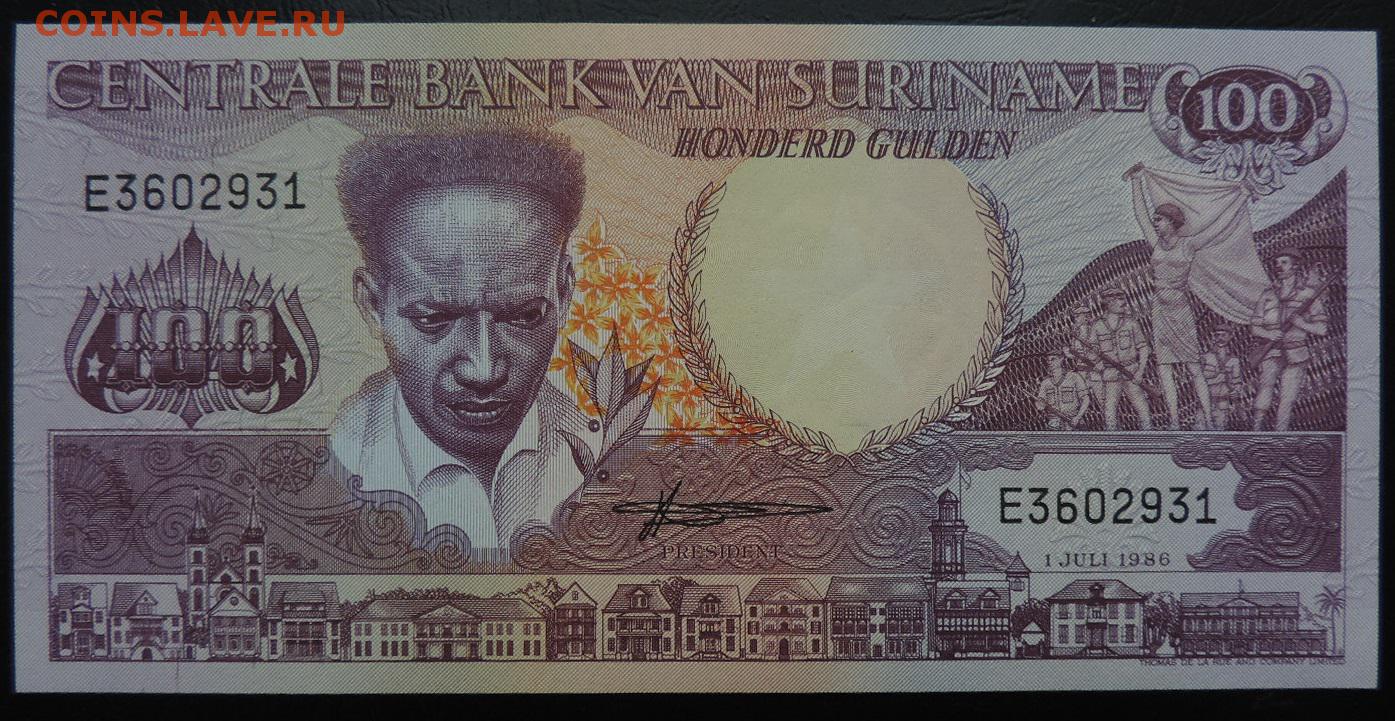 COINS.LAVE.RU
CENTRALE BANK VAN SURINAME
100
HONDERD GULDEN
E3602931
100
E3602931
PRESIDENT
1 JULI 1986
THOMAS DE LA RUE AND COMPANY LIMITED